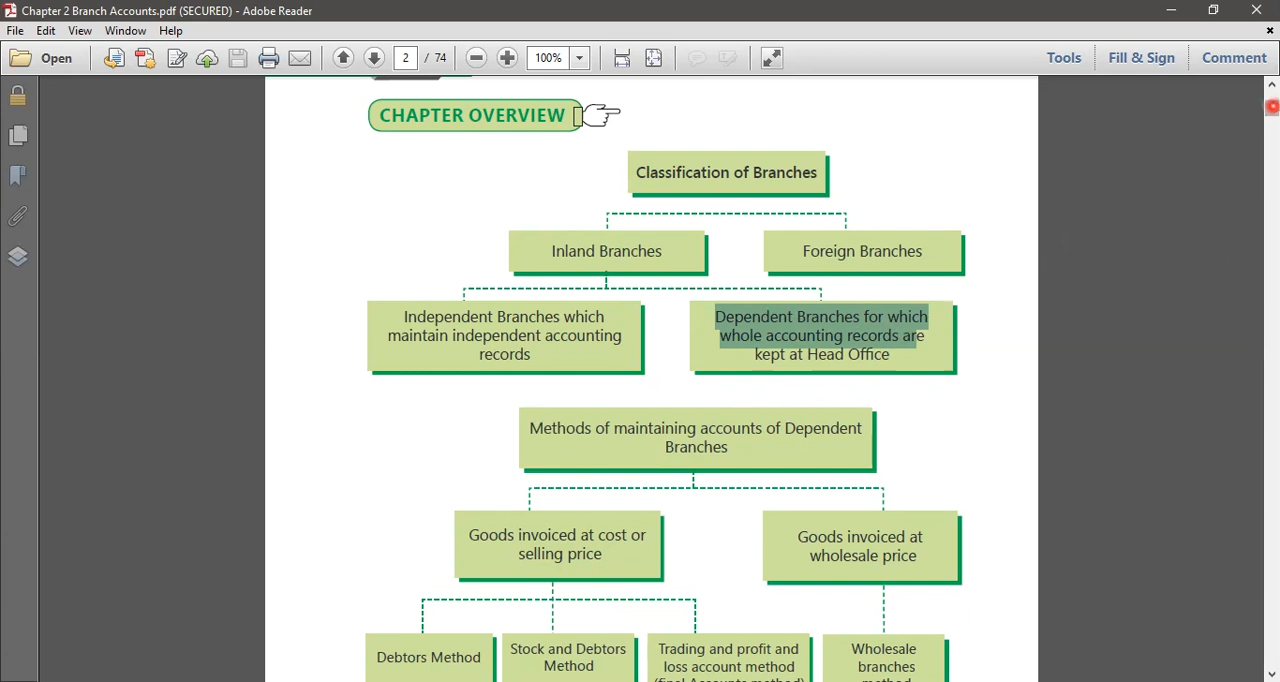 Chapter 2 Branch Accounts.pdf (SECURED) - Adobe Reader
File Edit View Window Help
Open 2 / 74 100% Tools Fill & Sign Comment
CHAPTER OVERVIEW
Classification of Branches
Inland Branches
Foreign Branches
Independent Branches which
maintain independent accounting
records
Dependent Branches for which
whole accounting records are
kept at Head Office
Methods of maintaining accounts of Dependent
Branches
Goods invoiced at cost or
selling price
Goods invoiced at
wholesale price
Debtors Method
Stock and Debtors
Method
Trading and profit and
loss account method
(final Accounts method)
Wholesale
branches
method